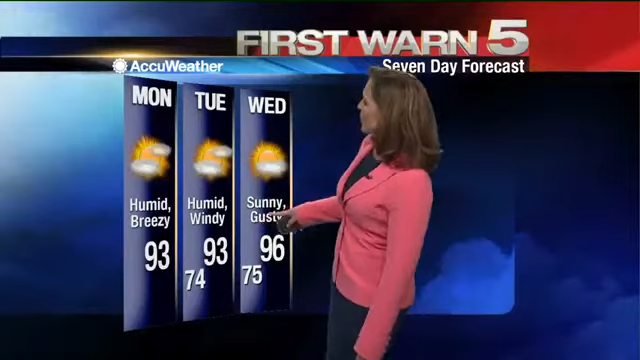 FIRST WARN 5
AccuWeather
Seven Day Forecast
MON
Humid,
Breezy
93
TUE
Humid,
Windy
93
74
WED
Sunny,
Gusty
96
75